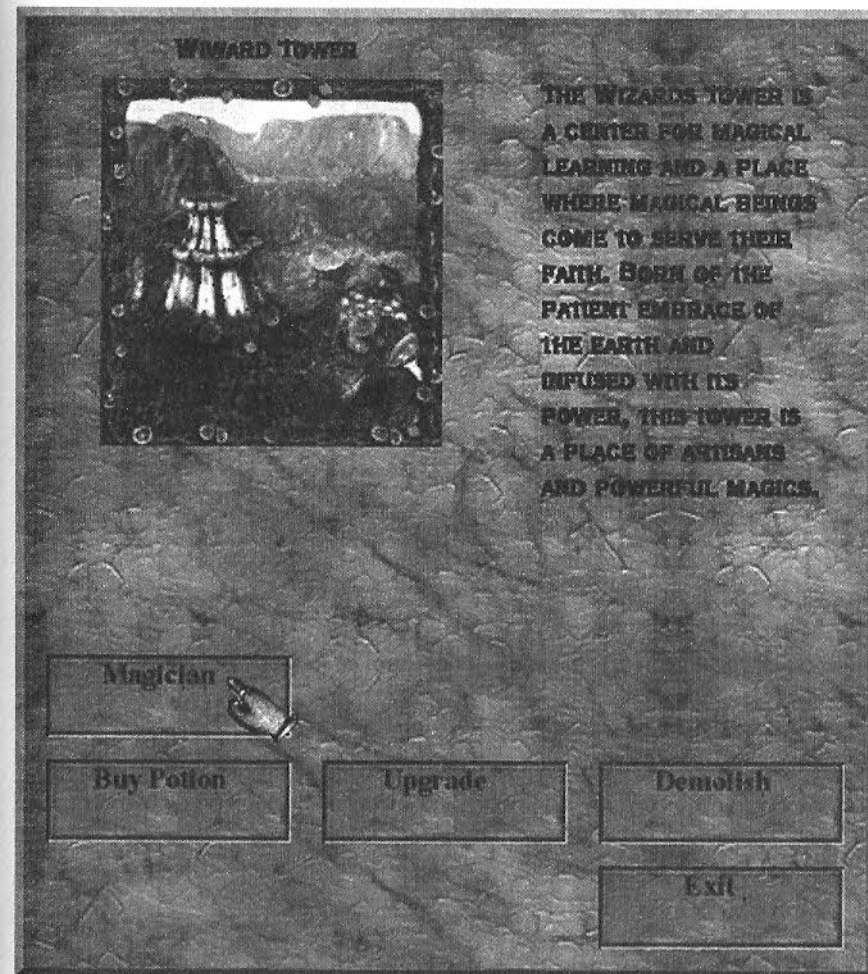 WIWARD TOWER
THE WIZARDS TOWER IS
A CENTER FOR MAGICAL
LEARNING AND A PLACE
WHERE MAGICAL BEINGS
COME TO SERVE THEIR
FAITH. BORN OF THE
PATIENT EMBRACE OF
THE EARTH AND
INFUSED WITH ITS
POWER, THIS TOWER IS
A PLACE OF ARTISANS
AND POWERFUL MAGICS.
Magician
Buy Potion
Upgrade
Demolish
Exit